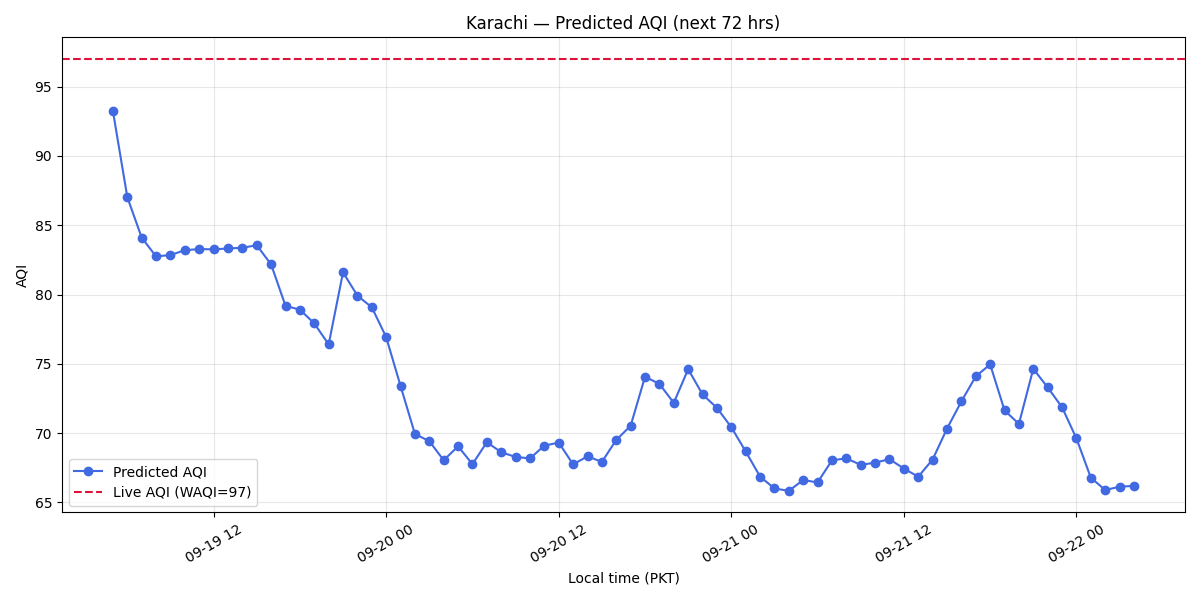 Karachi — Predicted AQI (next 72 hrs)
AQI
95
90
85
80
75
70
65
Predicted AQI
Live AQI (WAQI=97)
09-19 12
09-20 00
09-20 12
09-21 00
09-21 12
09-22 00
Local time (PKT)